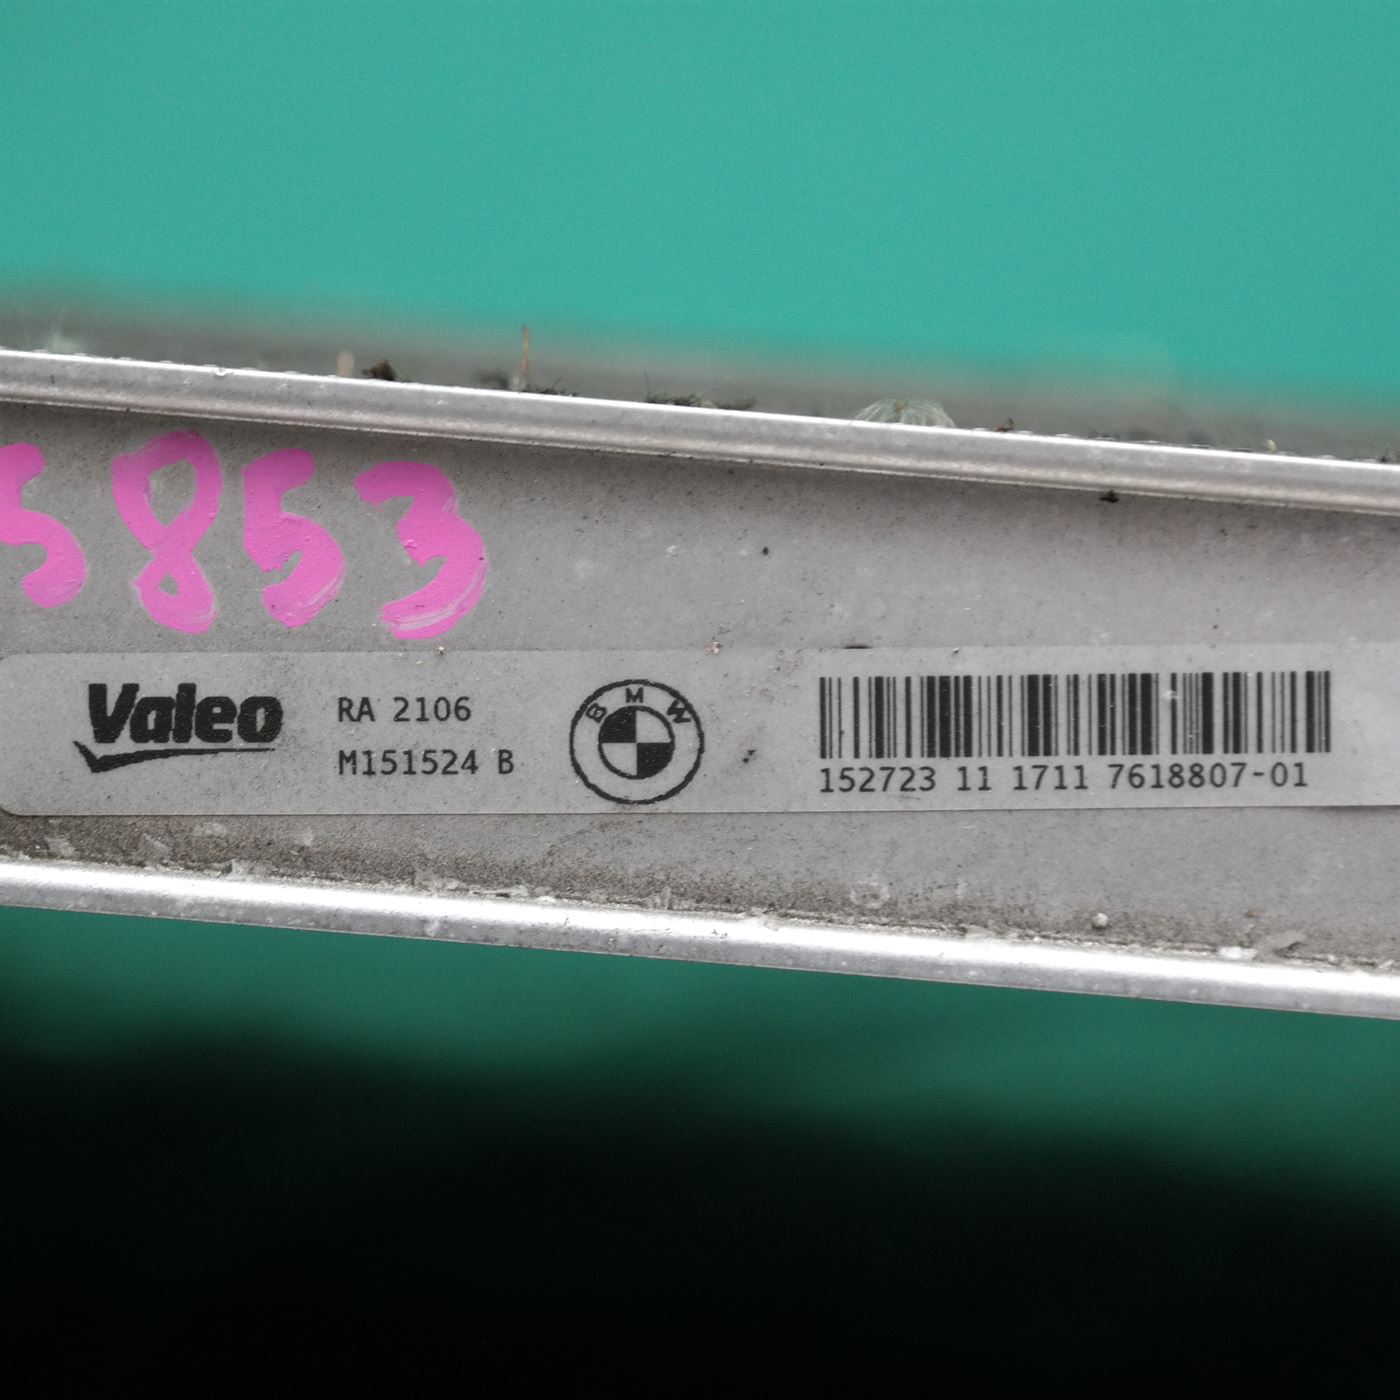 5853
Valeo
RA 2106
M151524 B
BMW
152723 11 1711 7618807-01